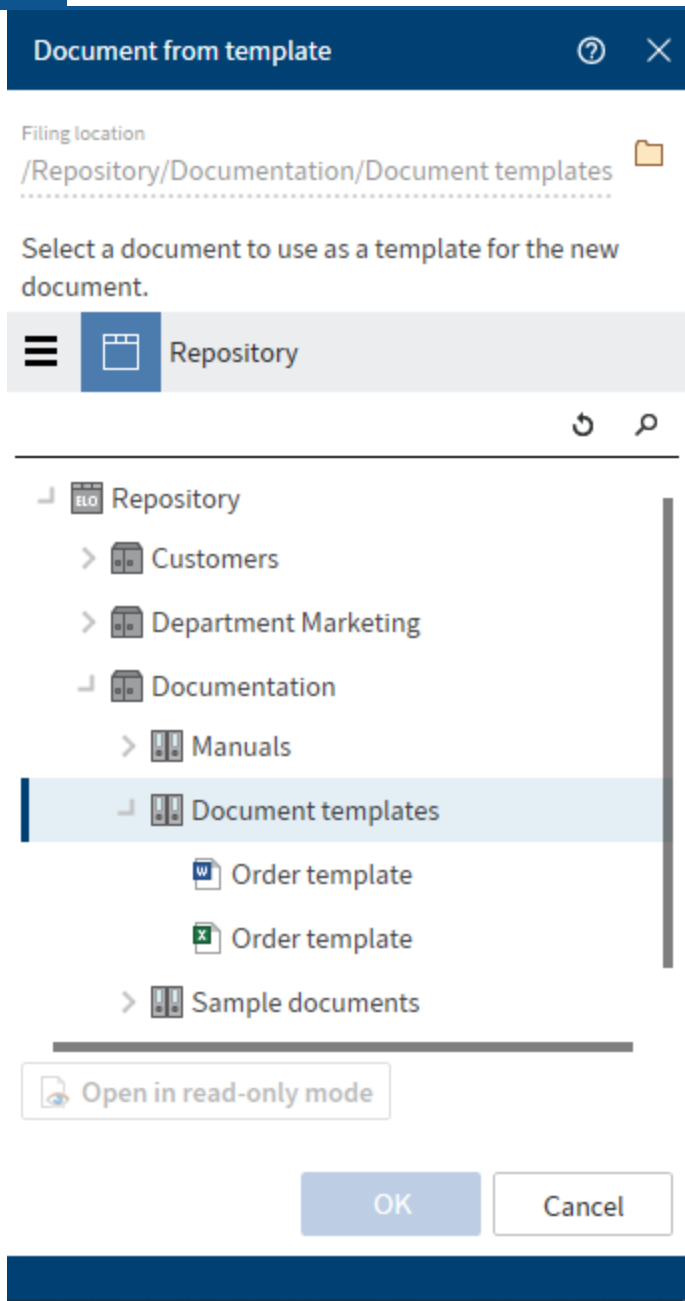 Document from template
Filing location
/Repository/Documentation/Document templates
Select a document to use as a template for the new
document.
Repository
ELO Repository
Customers
Department Marketing
Documentation
Manuals
Document templates
W Order template
X Order template
Sample documents
Open in read-only mode
OK Cancel